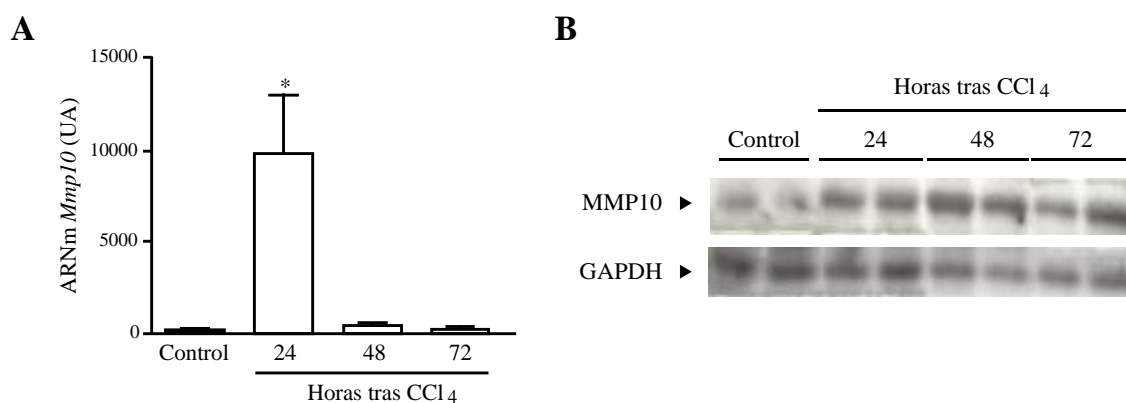 A
ARNm Mmp10 (UA)
15000
10000
5000
0
*
Control 24 48 72
Horas tras CCl4
B
Horas tras CCl4
Control 24 48 72
MMP10
GAPDH